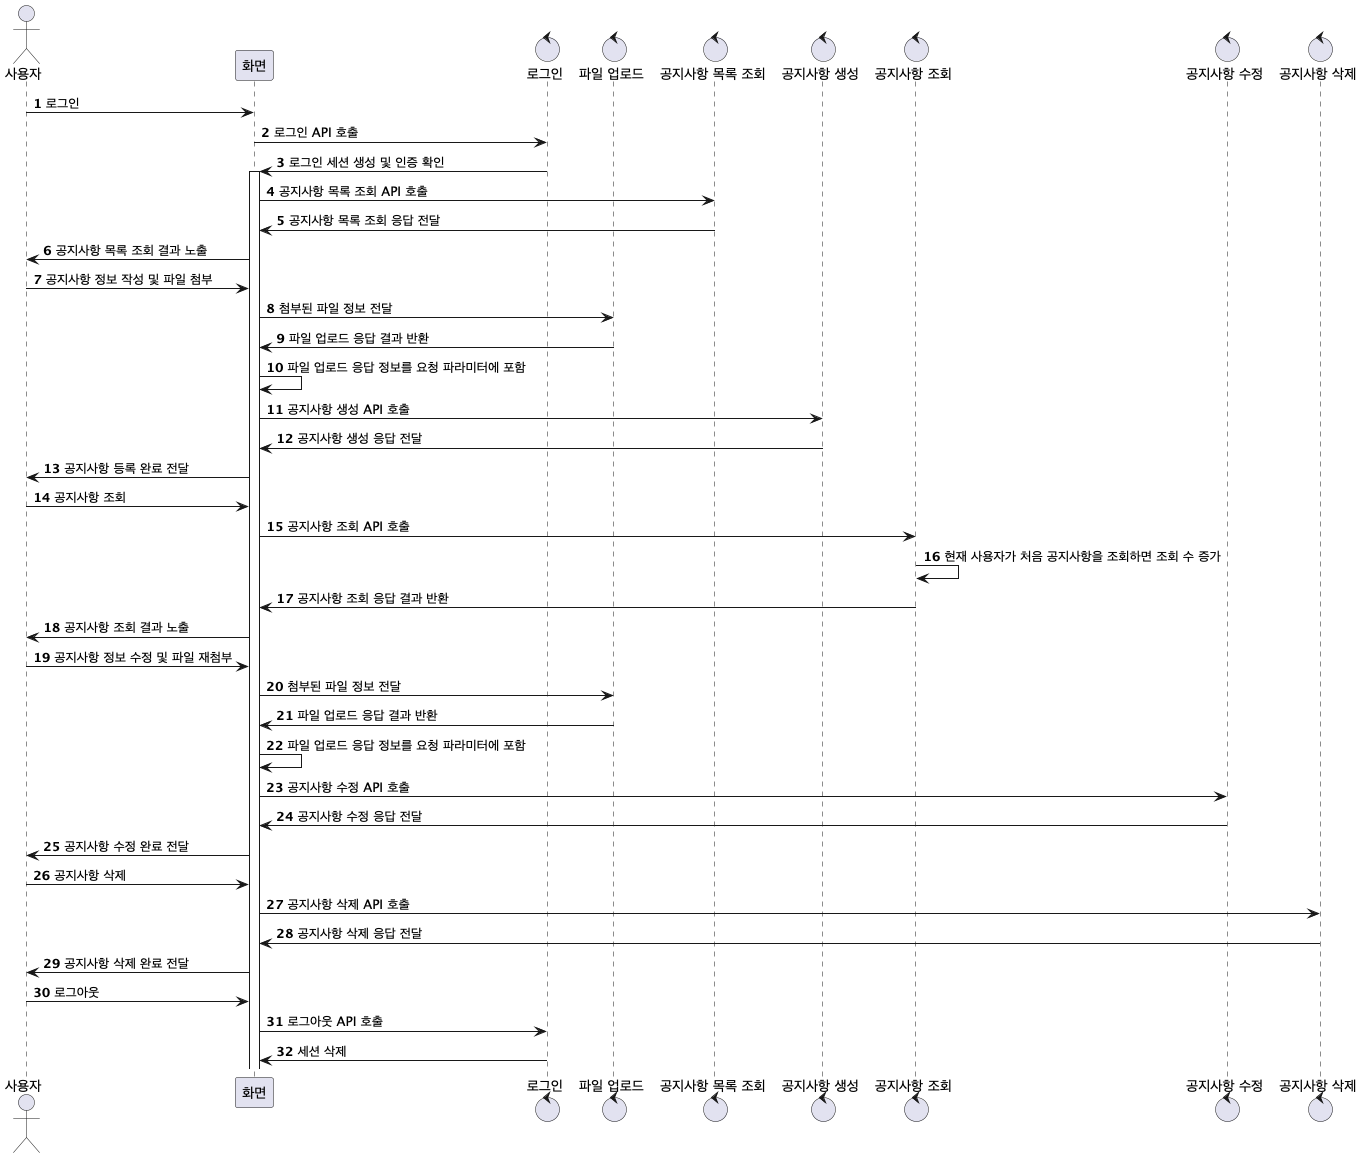 사용자
화면
로그인
파일 업로드
공지사항 목록 조회
공지사항 생성
공지사항 조회
공지사항 수정
공지사항 삭제
1 로그인
2 로그인 API 호출
3 로그인 세션 생성 및 인증 확인
4 공지사항 목록 조회 API 호출
5 공지사항 목록 조회 응답 전달
6 공지사항 목록 조회 결과 노출
7 공지사항 정보 작성 및 파일 첨부
8 첨부된 파일 정보 전달
9 파일 업로드 응답 결과 반환
10 파일 업로드 응답 정보를 요청 파라미터에 포함
11 공지사항 생성 API 호출
12 공지사항 생성 응답 전달
13 공지사항 등록 완료 전달
14 공지사항 조회
15 공지사항 조회 API 호출
16 현재 사용자가 처음 공지사항을 조회하면 조회 수 증가
17 공지사항 조회 응답 결과 반환
18 공지사항 조회 결과 노출
19 공지사항 정보 수정 및 파일 재첨부
20 첨부된 파일 정보 전달
21 파일 업로드 응답 결과 반환
22 파일 업로드 응답 정보를 요청 파라미터에 포함
23 공지사항 수정 API 호출
24 공지사항 수정 응답 전달
25 공지사항 수정 완료 전달
26 공지사항 삭제
27 공지사항 삭제 API 호출
28 공지사항 삭제 응답 전달
29 공지사항 삭제 완료 전달
30 로그아웃
31 로그아웃 API 호출
32 세션 삭제
사용자
화면
로그인
파일 업로드
공지사항 목록 조회
공지사항 생성
공지사항 조회
공지사항 수정
공지사항 삭제